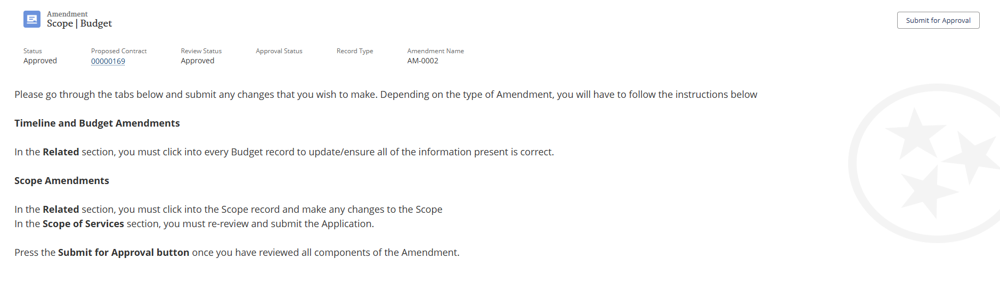 Amendment
Scope | Budget
Submit for Approval
Status
Approved
Proposed Contract
00000169
Review Status
Approved
Approval Status
Record Type
Amendment Name
AM-0002
Please go through the tabs below and submit any changes that you wish to make. Depending on the type of Amendment, you will have to follow the instructions below
Timeline and Budget Amendments
In the Related section, you must click into every Budget record to update/ensure all of the information present is correct.
Scope Amendments
In the Related section, you must click into the Scope record and make any changes to the Scope
In the Scope of Services section, you must re-review and submit the Application.
Press the Submit for Approval button once you have reviewed all components of the Amendment.